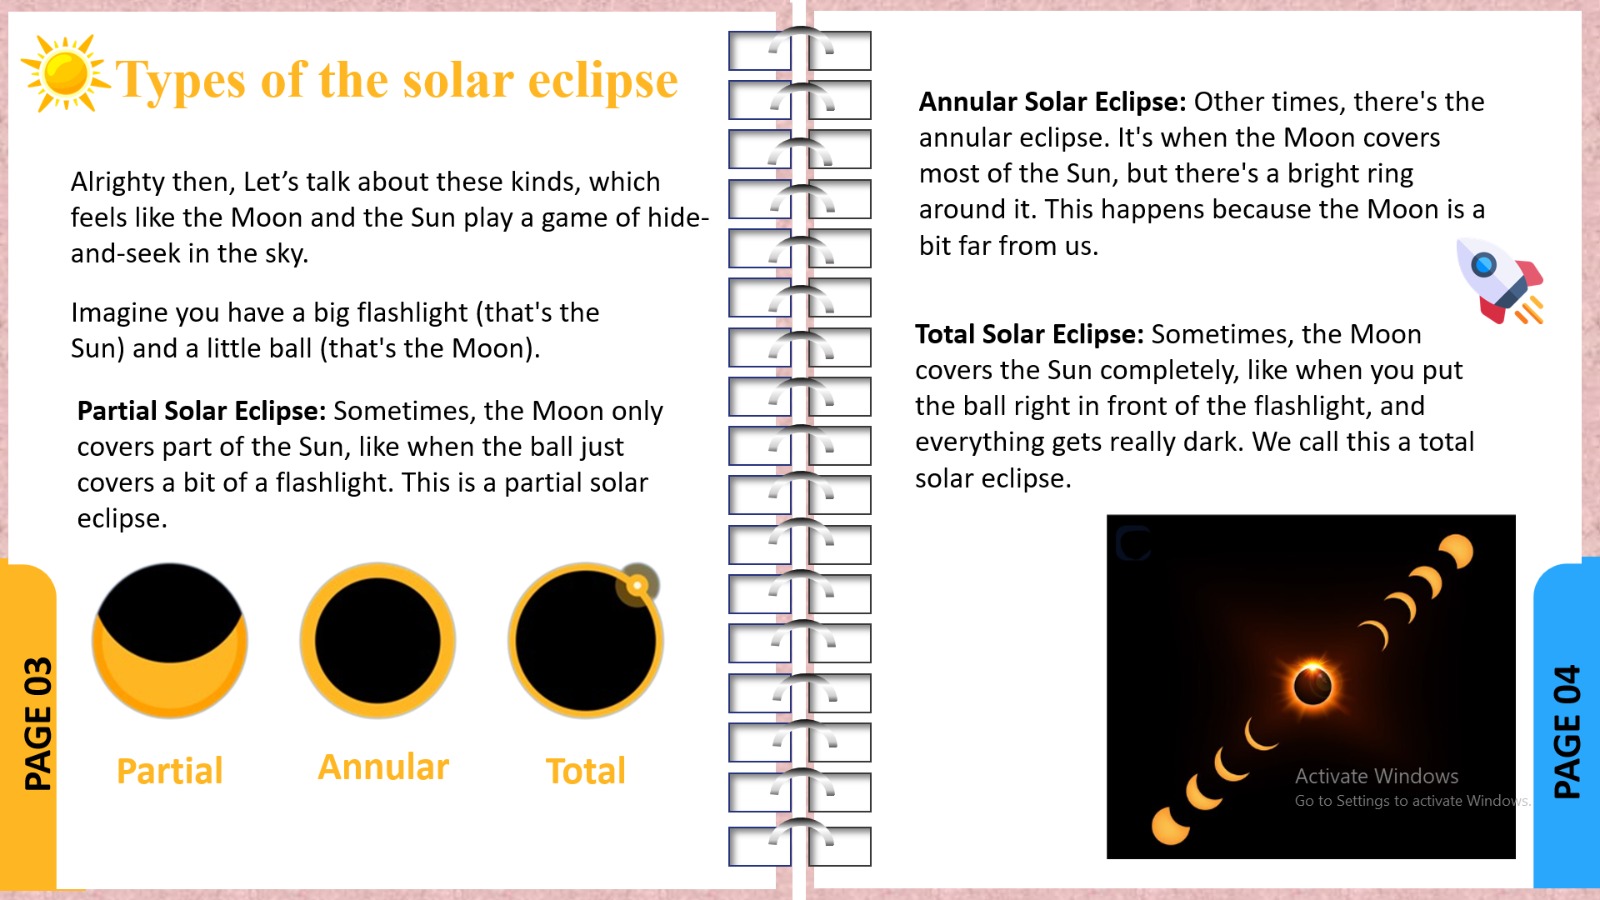 Types of the solar eclipse
Alrighty then, Let’s talk about these kinds, which
feels like the Moon and the Sun play a game of hide-
and-seek in the sky.
Imagine you have a big flashlight (that's the
Sun) and a little ball (that's the Moon).
Partial Solar Eclipse: Sometimes, the Moon only
covers part of the Sun, like when the ball just
covers a bit of a flashlight. This is a partial solar
eclipse.
Partial
Annular
Total
PAGE 03
Annular Solar Eclipse: Other times, there's the
annular eclipse. It's when the Moon covers
most of the Sun, but there's a bright ring
around it. This happens because the Moon is a
bit far from us.
Total Solar Eclipse: Sometimes, the Moon
covers the Sun completely, like when you put
the ball right in front of the flashlight, and
everything gets really dark. We call this a total
solar eclipse.
Activate Windows
Go to Settings to activate Windows.
PAGE 04